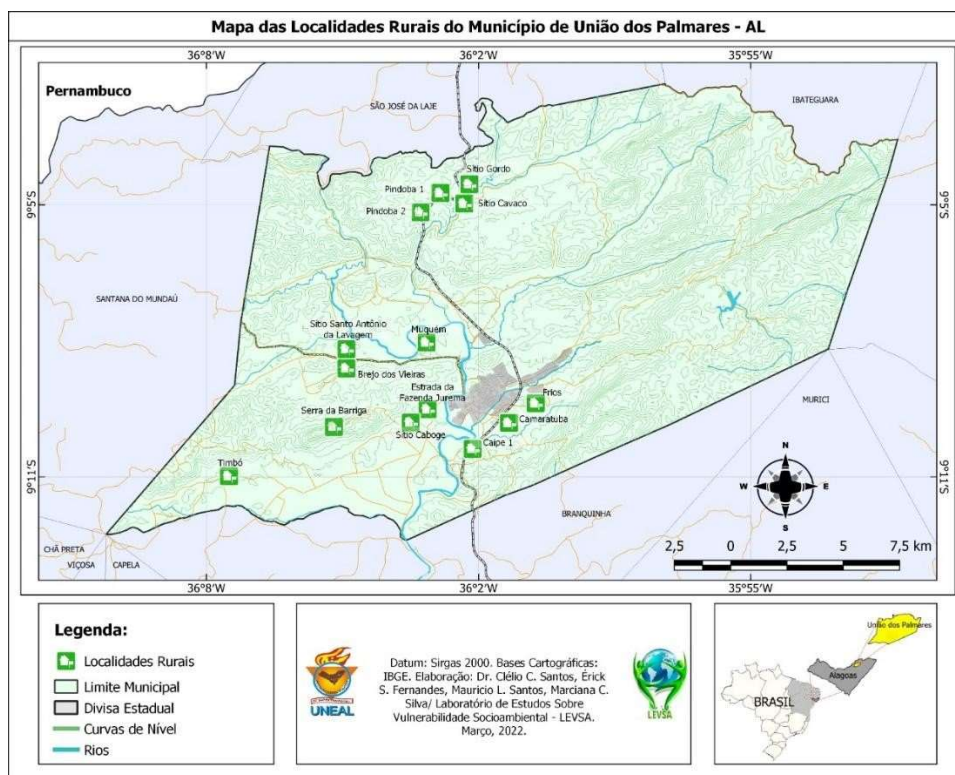 Mapa das Localidades Rurais do Município de União dos Palmares - AL
36°8'W 36°2'W 35°55'W
Pernambuco
SÃO JOSÉ DA LAJE
IBATEGUARA
Sítio Gordo
Pindoba 1
Sítio Cavaco
Pindoba 2
9°5'S 9°5'S
SANTANA DO MUNDAÚ
Sítio Santo Antônio
da Lavagem
Muquém
Brejo dos Vieiras
Estrada da
Fazenda Jurema
Frios
Serra da Barriga
Sítio Caboge
Camaratuba
MURICI
Caipe 1
Timbó
N
W E
S
9°11'S 9°11'S
BRANQUINHA
CHÃ PRETA
VIÇOSA CAPELA
2,5 0 2,5 5 7,5 km
36°8'W 36°2'W 35°55'W
Legenda:
Localidades Rurais
Limite Municipal
Divisa Estadual
Curvas de Nível
Rios
UNEAL
Datum: Sirgas 2000. Bases Cartográficas:
IBGE. Elaboração: Dr. Clélio C. Santos, Érick
S. Fernandes, Mauricio L. Santos, Marciana C.
Silva/ Laboratório de Estudos Sobre
Vulnerabilidade Socioambiental - LEVSA.
Março, 2022.
LEVSA
União dos Palmares
Alagoas
BRASIL